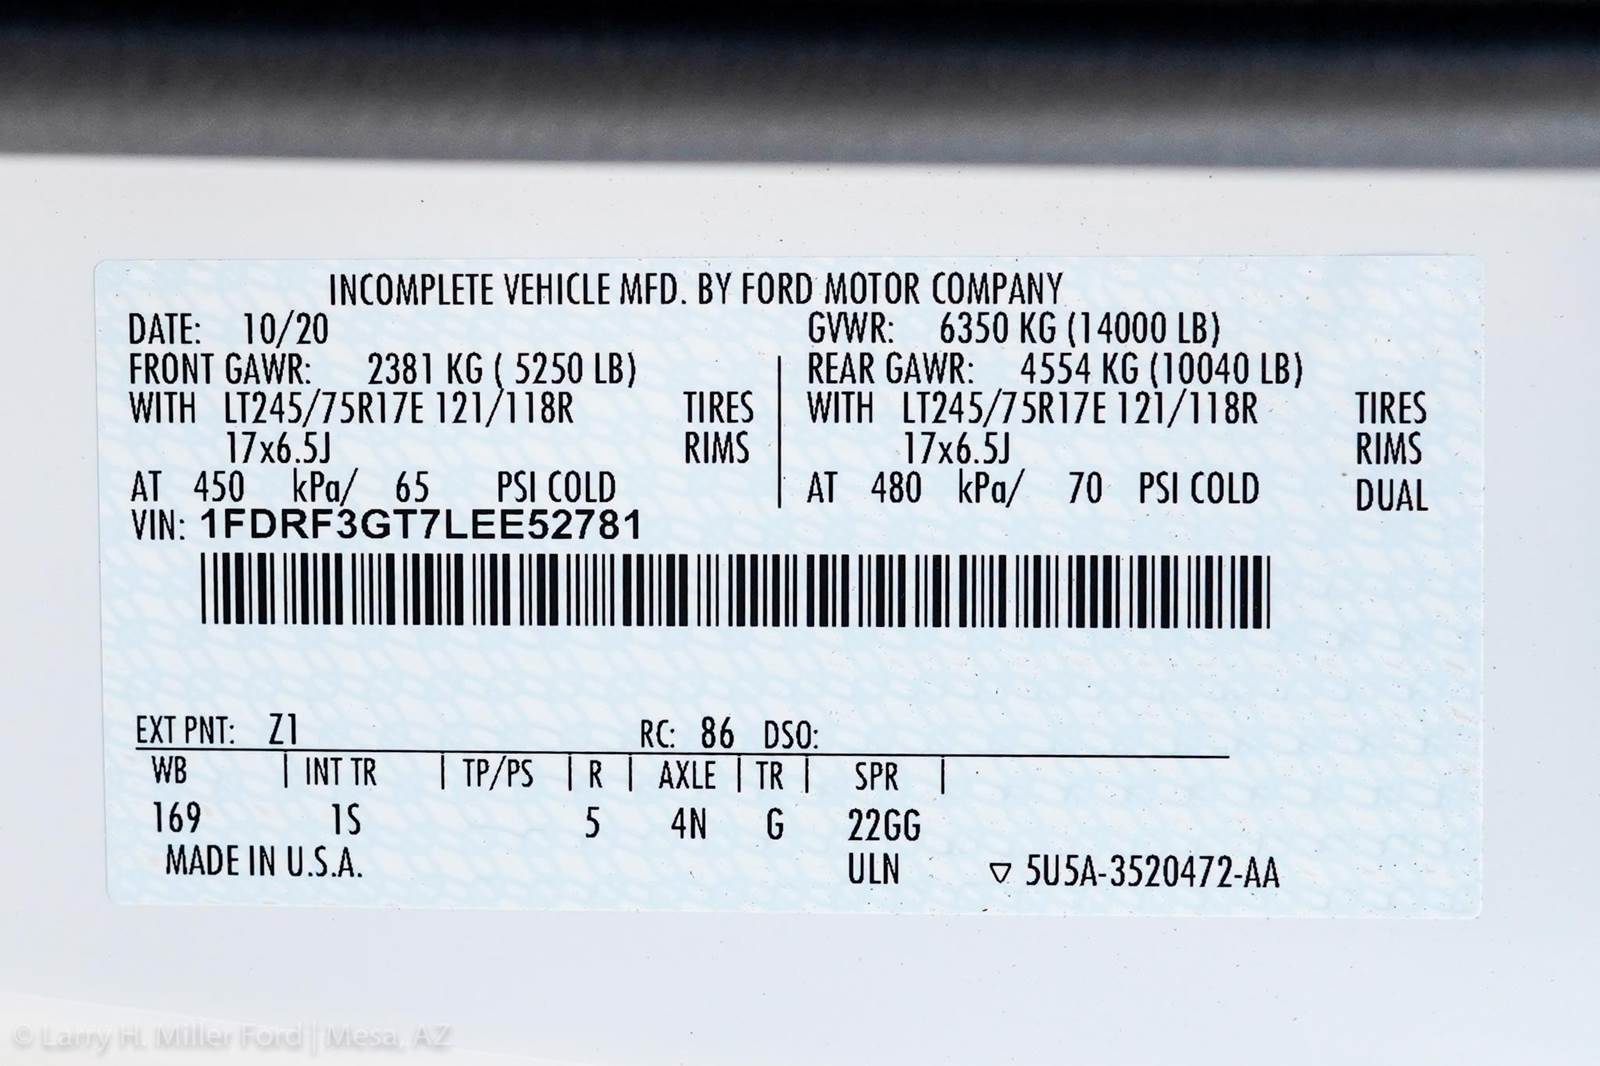 INCOMPLETE VEHICLE MFD. BY FORD MOTOR COMPANY
DATE: 10/20 GVWR: 6350 KG (14000 LB)
FRONT GAWR: 2381 KG ( 5250 LB) | REAR GAWR: 4554 KG (10040 LB)
WITH LT245/75R17E 121/118R TIRES | WITH LT245/75R17E 121/118R TIRES
17x6.5J RIMS | 17x6.5J RIMS
AT 450 kPa/ 65 PSI COLD | AT 480 kPa/ 70 PSI COLD DUAL
VIN: 1FDRF3GT7LEE52781
EXT PNT: Z1 RC: 86 DSO:
WB | INT TR | TP/PS | R | AXLE | TR | SPR |
169 1S 5 4N G 22GG
MADE IN U.S.A. ULN ▽ 5U5A-3520472-AA
© Larry H. Miller Ford | Mesa, AZ